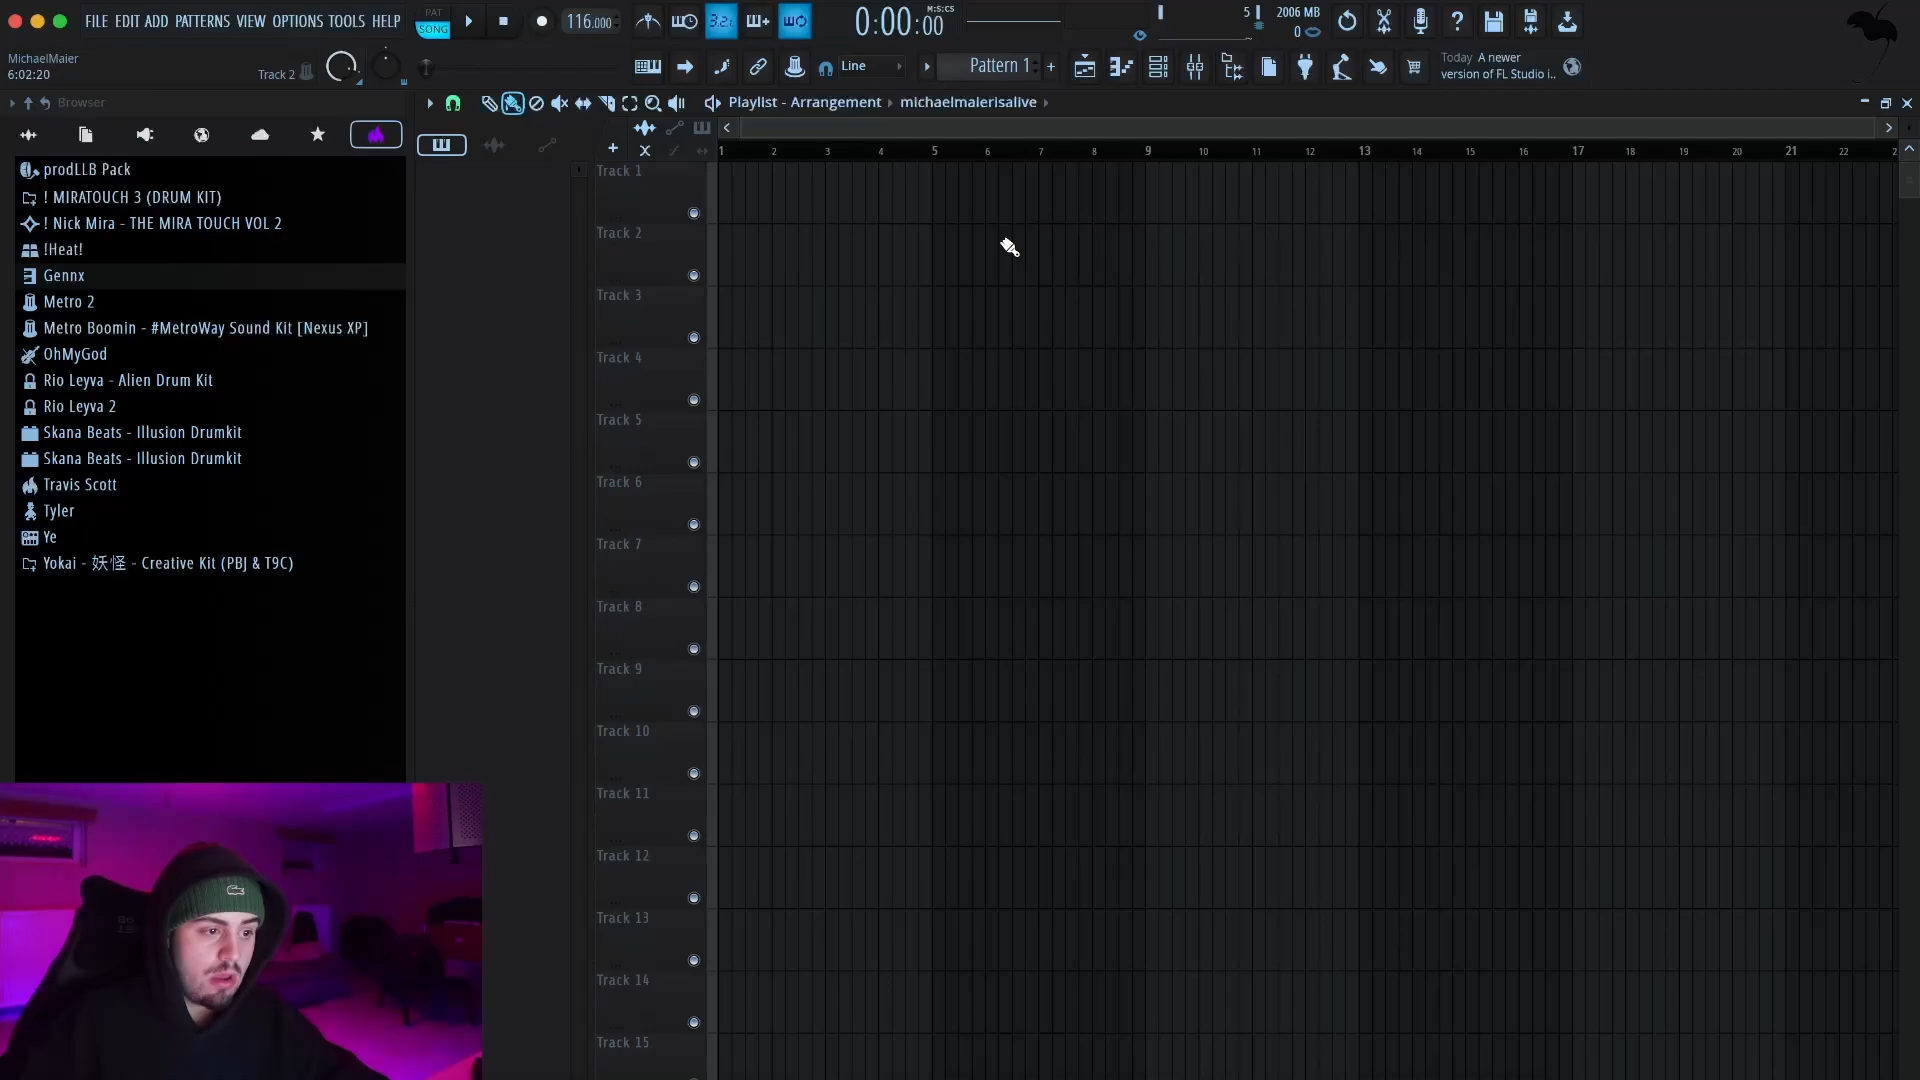 FILE EDIT ADD PATTERNS VIEW OPTIONS TOOLS HELP
PAT
SONG
116.000
3.2.
0:00:00
M:S:CS
5
2006 MB
0
MichaelMaier
6:02:20
Track 2
Line
Pattern 1
Today A newer
version of FL Studio i..
Browser
Playlist - Arrangement
michaelmaierisalive
prodLLB Pack
! MIRATOUCH 3 (DRUM KIT)
! Nick Mira - THE MIRA TOUCH VOL 2
!Heat!
Gennx
Metro 2
Metro Boomin - #MetroWay Sound Kit [Nexus XP]
OhMyGod
Rio Leyva - Alien Drum Kit
Rio Leyva 2
Skana Beats - Illusion Drumkit
Skana Beats - Illusion Drumkit
Travis Scott
Tyler
Ye
Yokai - 妖怪 - Creative Kit (PBJ & T9C)
1 2 3 4 5 6 7 8 9 10 11 12 13 14 15 16 17 18 19 20 21 22
Track 1
Track 2
Track 3
Track 4
Track 5
Track 6
Track 7
Track 8
Track 9
Track 10
Track 11
Track 12
Track 13
Track 14
Track 15